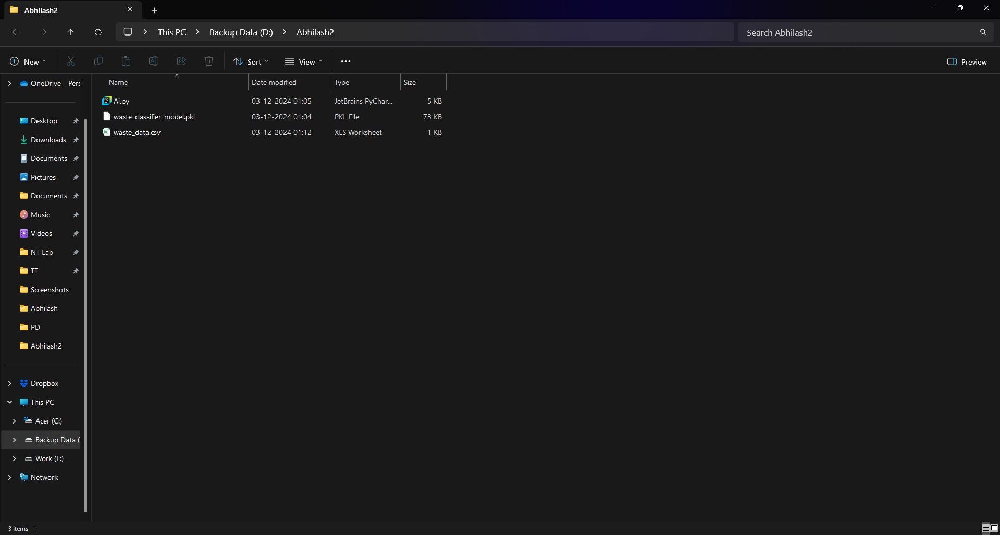 Abhilash2
This PC > Backup Data (D:) > Abhilash2
Search Abhilash2
New
Sort
View
Preview
OneDrive - Pers
Desktop
Downloads
Documents
Pictures
Documents
Music
Videos
NT Lab
TT
Screenshots
Abhilash
PD
Abhilash2
Dropbox
This PC
Acer (C:)
Backup Data (
Work (E:)
Network
Name Date modified Type Size
Ai.py 03-12-2024 01:05 JetBrains PyChar... 5 KB
waste_classifier_model.pkl 03-12-2024 01:04 PKL File 73 KB
waste_data.csv 03-12-2024 01:12 XLS Worksheet 1 KB
3 items